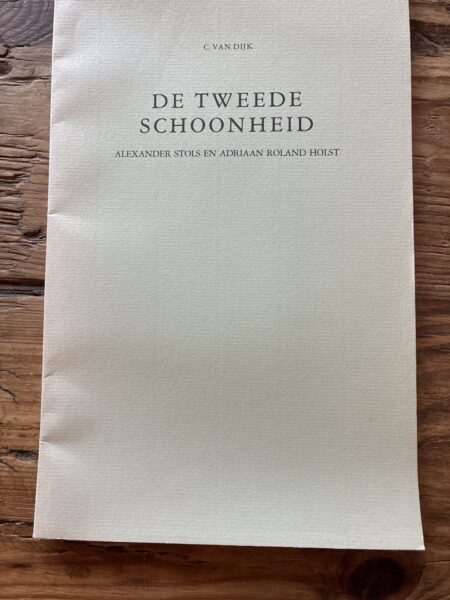 C. VAN DIJK
DE TWEEDE
SCHOONHEID
ALEXANDER STOLS EN ADRIAAN ROLAND HOLST